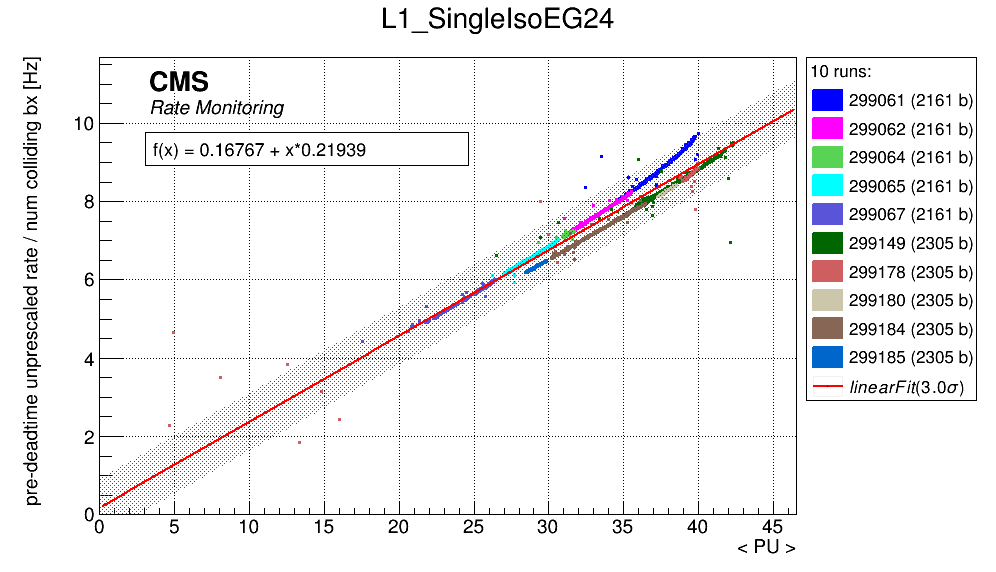 L1_SingleIsoEG24
pre-deadtime unprescaled rate / num colliding bx [Hz]
CMS
Rate Monitoring
f(x) = 0.16767 + x*0.21939
10
8
6
4
2
0
0 5 10 15 20 25 30 35 40 45
< PU >
10 runs:
299061 (2161 b)
299062 (2161 b)
299064 (2161 b)
299065 (2161 b)
299067 (2161 b)
299149 (2305 b)
299178 (2305 b)
299180 (2305 b)
299184 (2305 b)
299185 (2305 b)
linearFit(3.0σ)